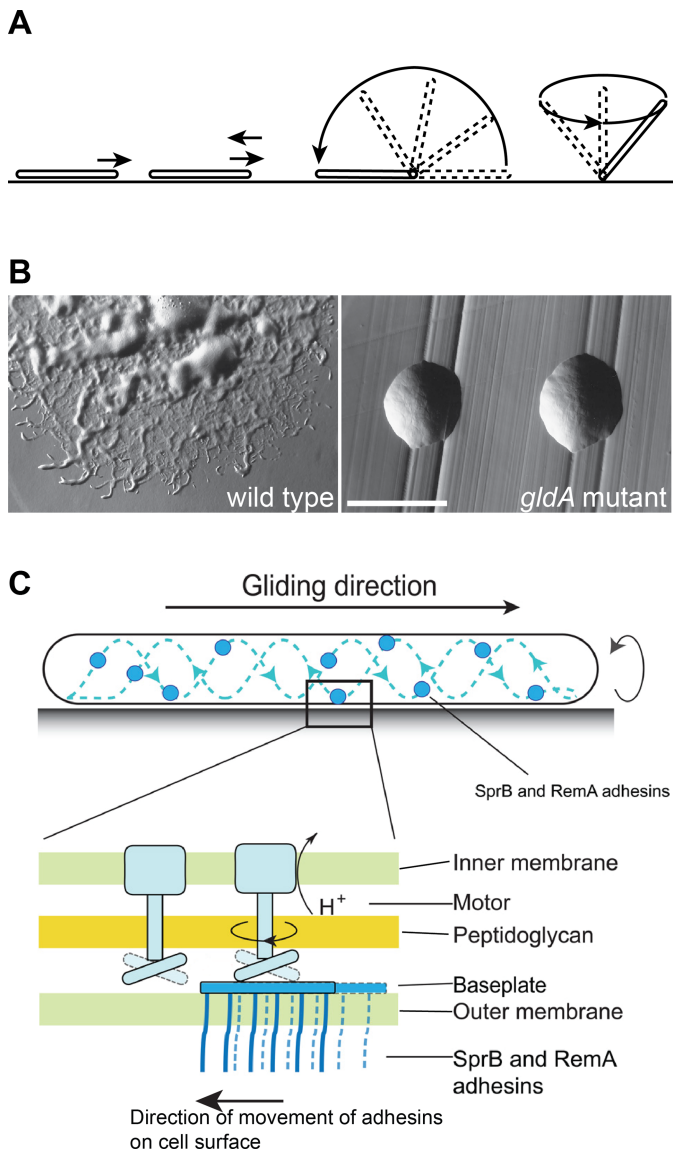 A
B
wild type
gldA mutant
C
Gliding direction
SprB and RemA adhesins
Inner membrane
H+
Motor
Peptidoglycan
Baseplate
Outer membrane
SprB and RemA
adhesins
Direction of movement of adhesins
on cell surface